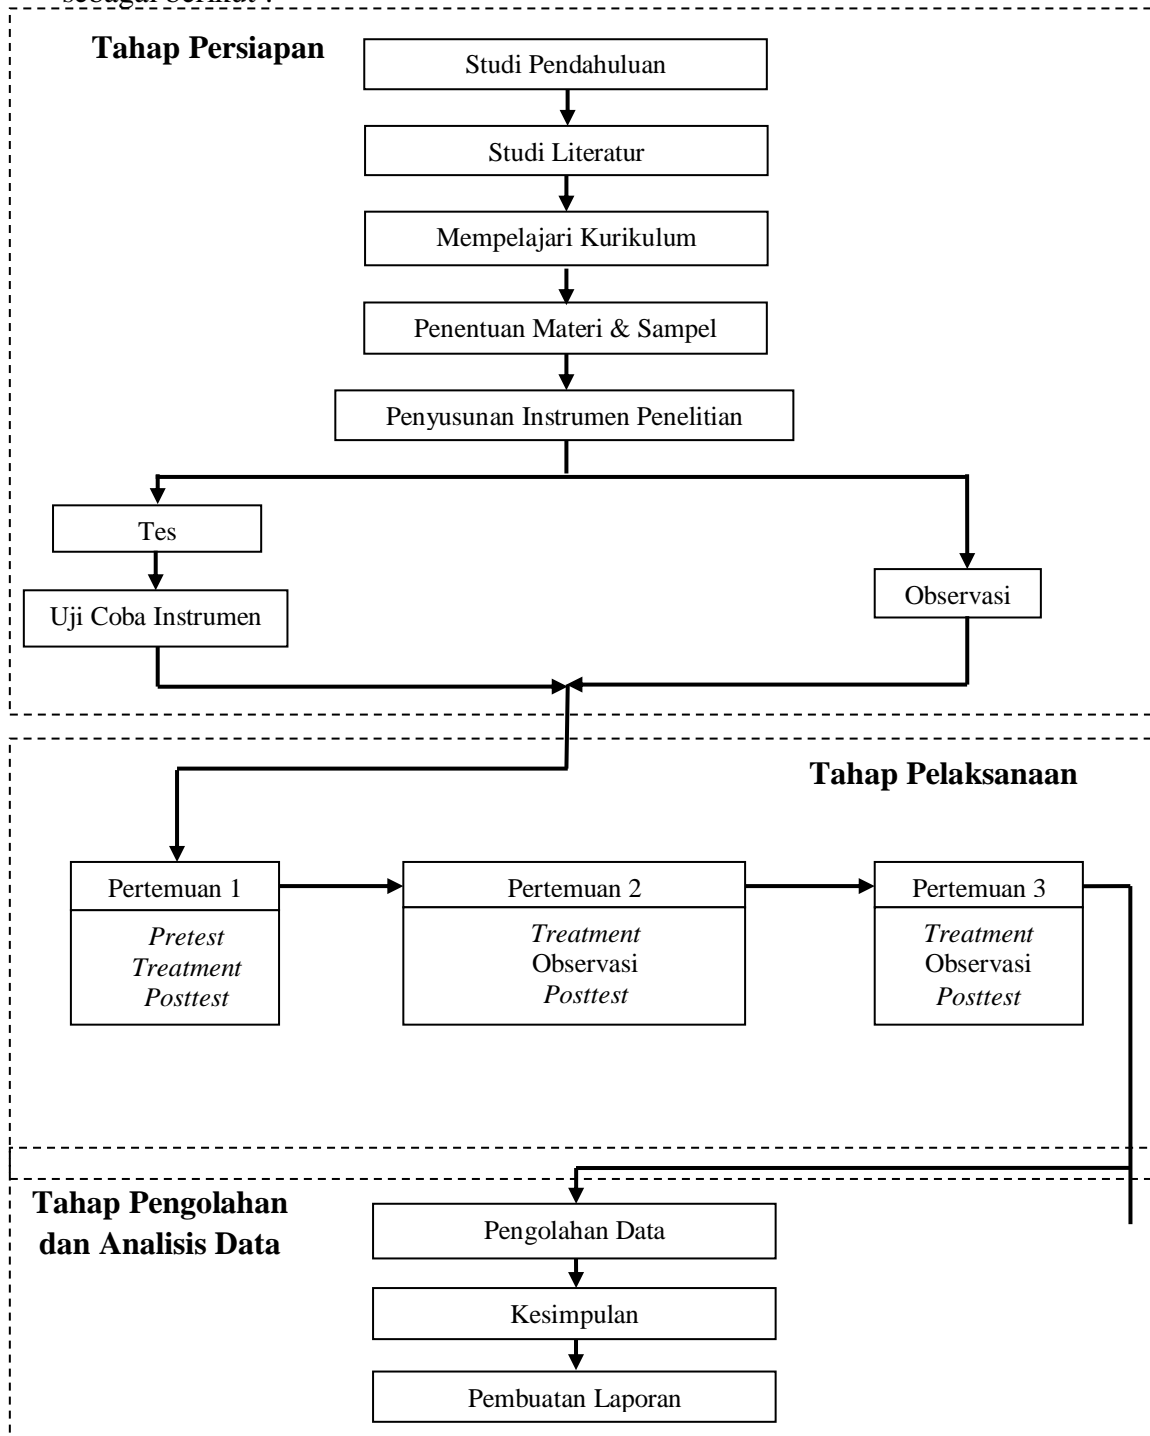 sebagai berikut :
Tahap Persiapan
Studi Pendahuluan
Studi Literatur
Mempelajari Kurikulum
Penentuan Materi & Sampel
Penyusunan Instrumen Penelitian
Tes
Uji Coba Instrumen
Observasi
Tahap Pelaksanaan
Pertemuan 1
Pretest
Treatment
Posttest
Pertemuan 2
Treatment
Observasi
Posttest
Pertemuan 3
Treatment
Observasi
Posttest
Tahap Pengolahan
dan Analisis Data
Pengolahan Data
Kesimpulan
Pembuatan Laporan